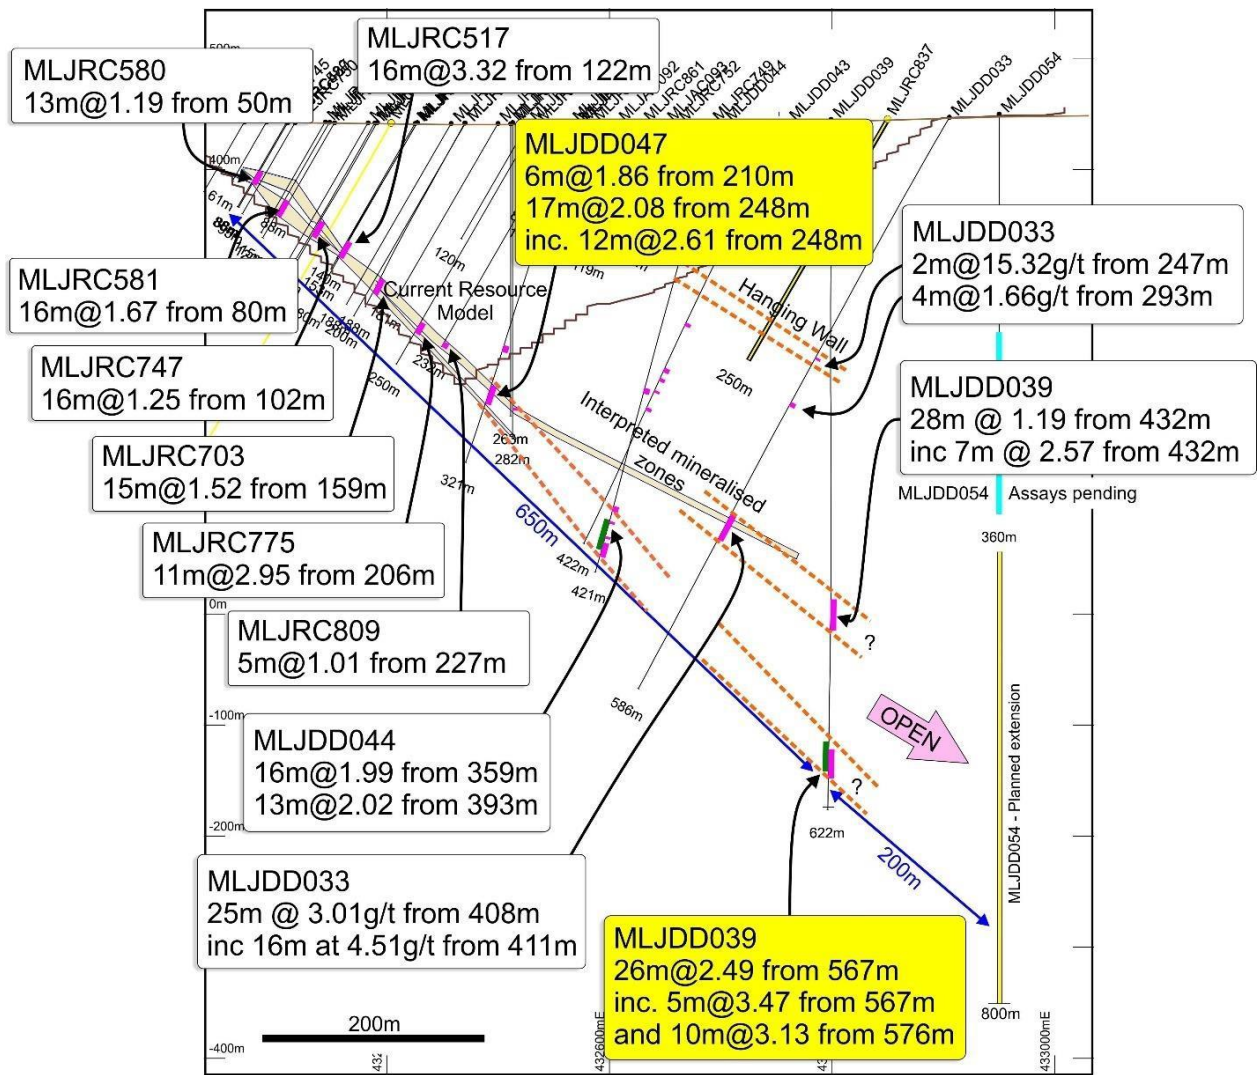 MLJRC580
13m@1.19 from 50m
MLJRC517
16m@3.32 from 122m
MLJRC861
MLJRC752
MLJRC749
MLJDD044
MLJDD043
MLJDD039
MLJRC837
MLJDD033
MLJDD054
400m
61m
88m
120m
MLJDD047
6m@1.86 from 210m
17m@2.08 from 248m
inc. 12m@2.61 from 248m
MLJDD033
2m@15.32g/t from 247m
4m@1.66g/t from 293m
MLJRC581
16m@1.67 from 80m
Current Resource
Model
Hanging Wall
200m
232m
250m
250m
MLJRC747
16m@1.25 from 102m
MLJDD039
28m @ 1.19 from 432m
inc 7m @ 2.57 from 432m
Interpreted mineralised
zones
263m
282m
321m
MLJRC703
15m@1.52 from 159m
MLJDD054
Assays pending
360m
650m
MLJRC775
11m@2.95 from 206m
422m
421m
0m
MLJRC809
5m@1.01 from 227m
?
586m
OPEN
-100m
MLJDD044
16m@1.99 from 359m
13m@2.02 from 393m
?
622m
-200m
200m
MLJDD054 - Planned extension
MLJDD033
25m @ 3.01g/t from 408m
inc 16m at 4.51g/t from 411m
MLJDD039
26m@2.49 from 567m
inc. 5m@3.47 from 567m
and 10m@3.13 from 576m
800m
200m
-400m
432600mE
433000mE